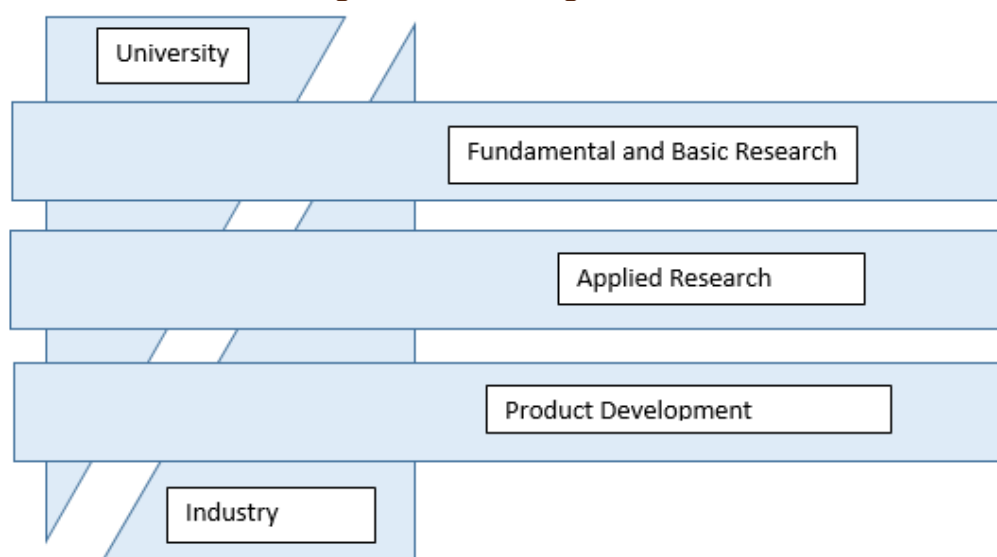 University
Fundamental and Basic Research
Applied Research
Product Development
Industry